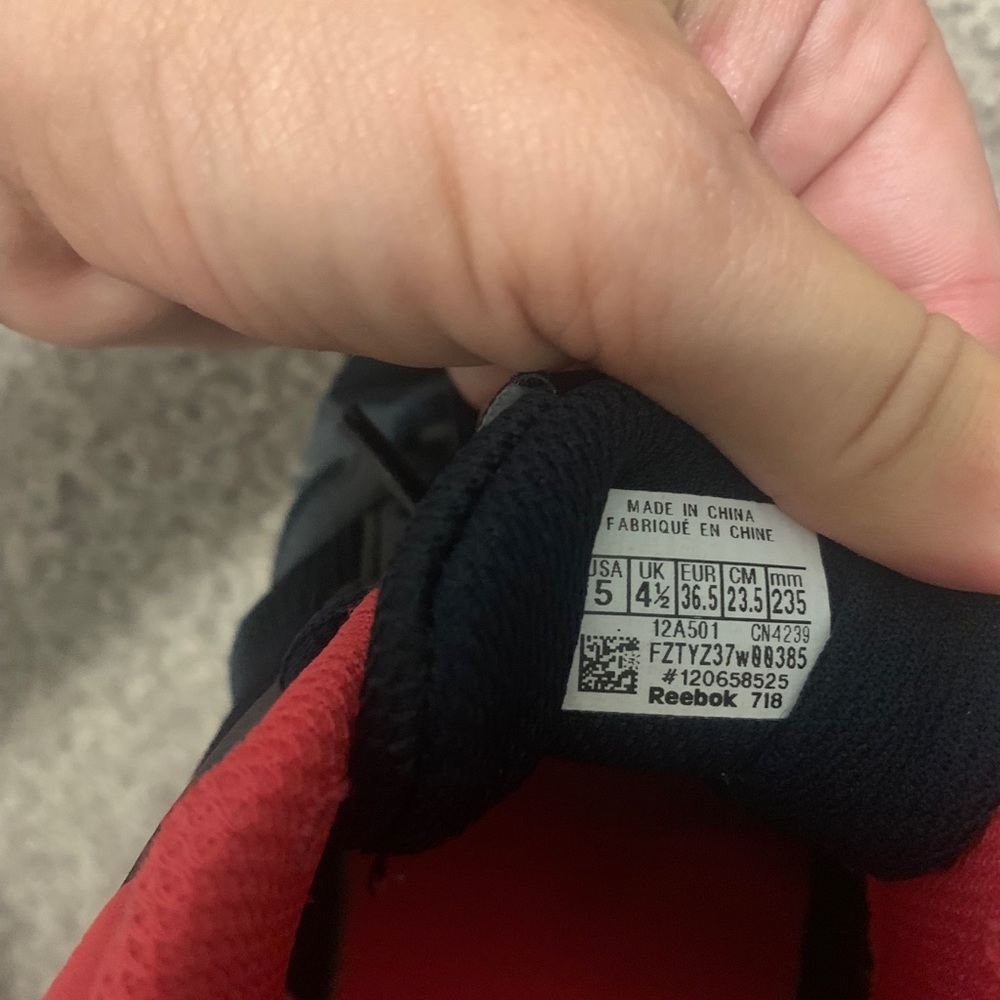 MADE IN CHINA
FABRIQUÉ EN CHINE
USA UK EUR CM mm
5 4½ 36.5 23.5 235
12A501 CN4239
FZTYZ37w00385
#120658525
Reebok 718